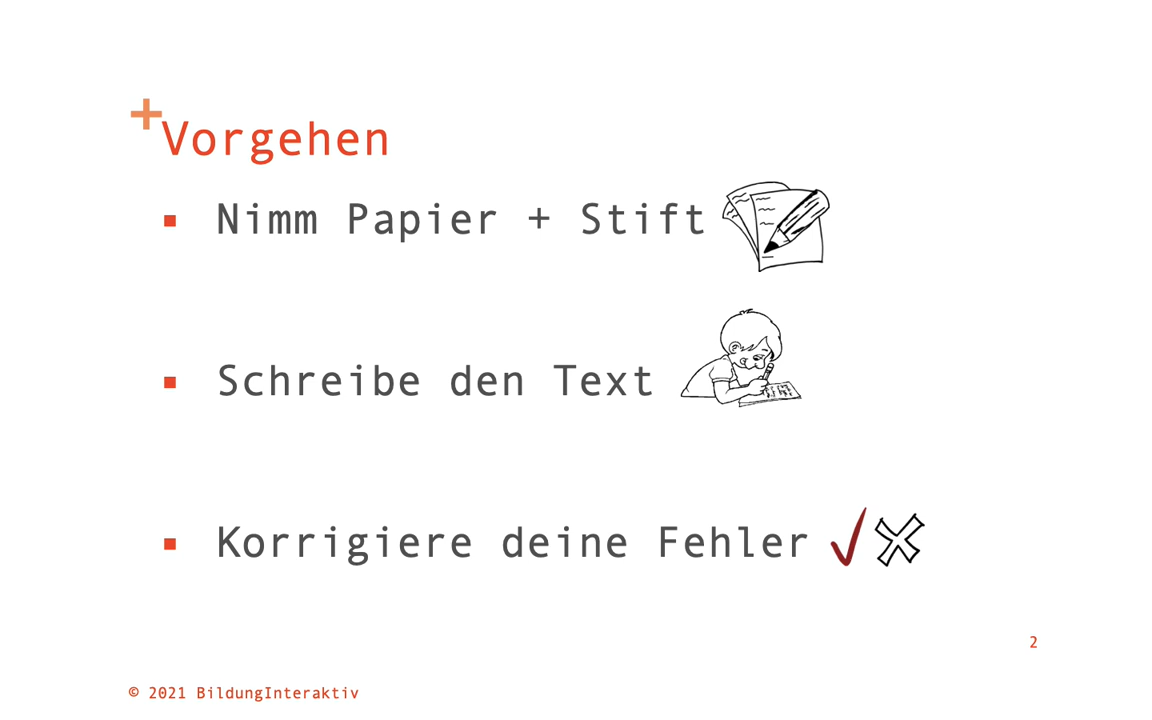 Vorgehen
▪ Nimm Papier + Stift
▪ Schreibe den Text
▪ Korrigiere deine Fehler
2
© 2021 BildungInteraktiv